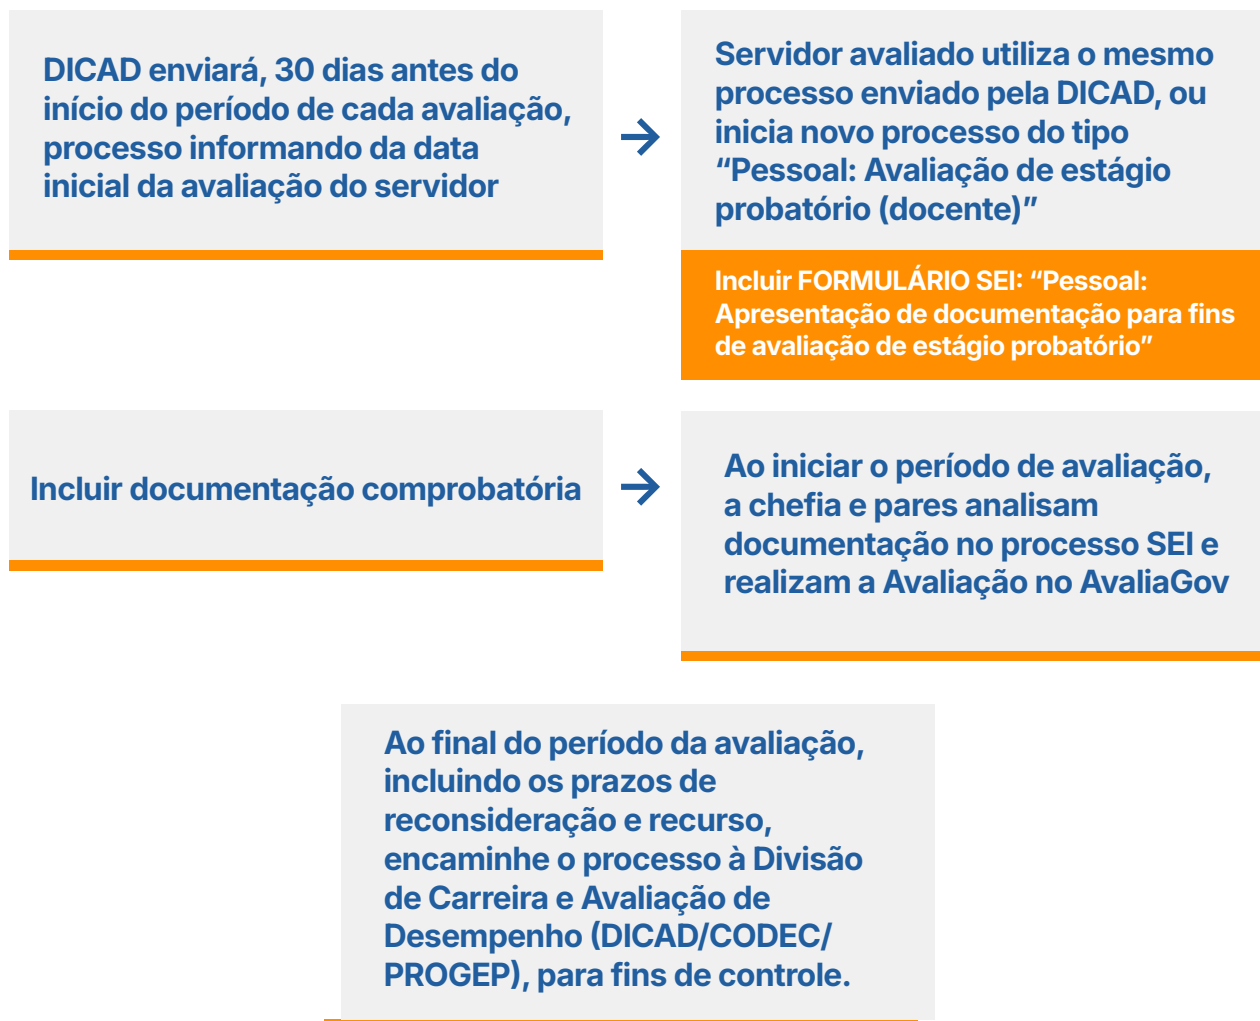 DICAD enviará, 30 dias antes do
início do período de cada avaliação,
processo informando da data
inicial da avaliação do servidor
Servidor avaliado utiliza o mesmo
processo enviado pela DICAD, ou
inicia novo processo do tipo
“Pessoal: Avaliação de estágio
probatório (docente)”
Incluir FORMULÁRIO SEI: “Pessoal:
Apresentação de documentação para fins
de avaliação de estágio probatório”
Incluir documentação comprobatória
Ao iniciar o período de avaliação,
a chefia e pares analisam
documentação no processo SEI e
realizam a Avaliação no AvaliaGov
Ao final do período da avaliação,
incluindo os prazos de
reconsideração e recurso,
encaminhe o processo à Divisão
de Carreira e Avaliação de
Desempenho (DICAD/CODEC/
PROGEP), para fins de controle.